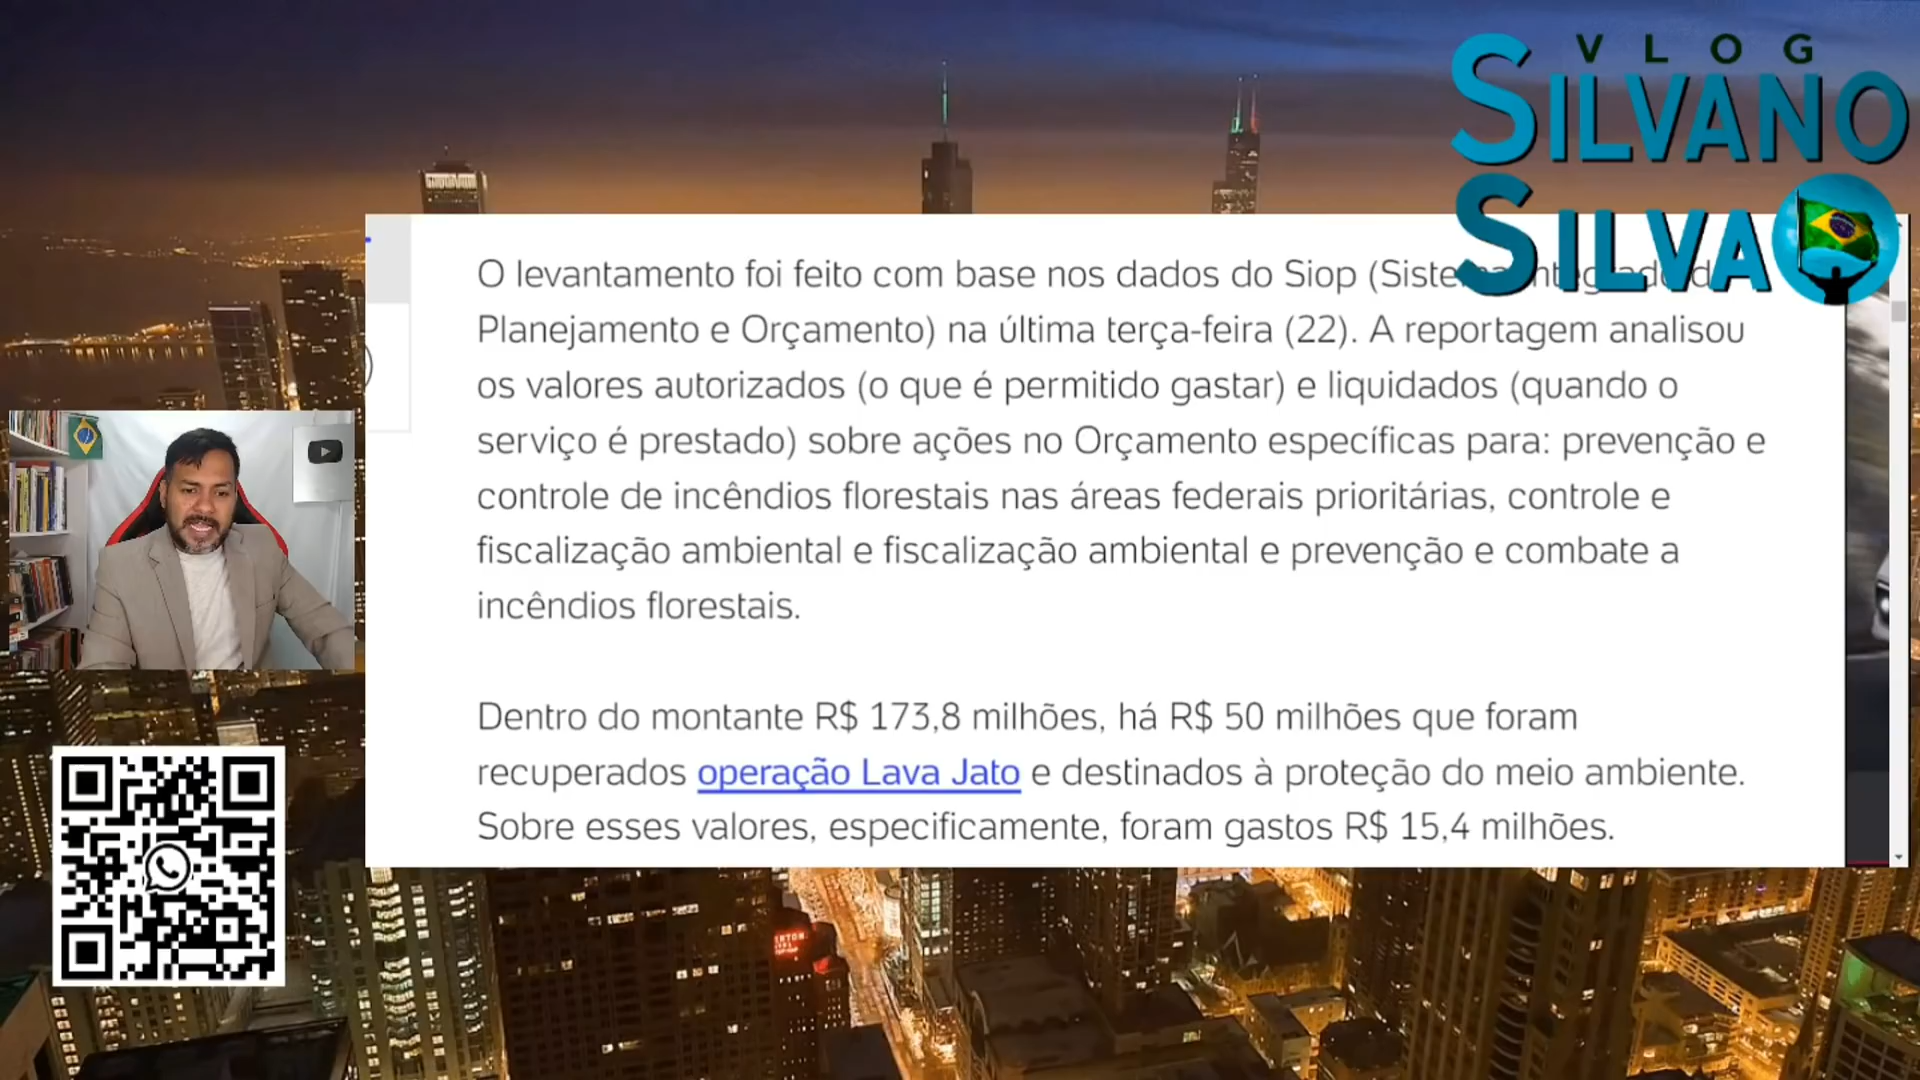 VLOG
SILVANO
SILVA
O levantamento foi feito com base nos dados do Siop
Planejamento e Orçamento) na última terça-feira (22). A reportagem analisou
os valores autorizados (o que é permitido gastar) e liquidados (quando o
serviço é prestado) sobre ações no Orçamento específicas para: prevenção e
controle de incêndios florestais nas áreas federais prioritárias, controle e
fiscalização ambiental e fiscalização ambiental e prevenção e combate a
incêndios florestais.
Dentro do montante R$ 173,8 milhões, há R$ 50 milhões que foram
recuperados operação Lava Jato e destinados à proteção do meio ambiente.
Sobre esses valores, especificamente, foram gastos R$ 15,4 milhões.